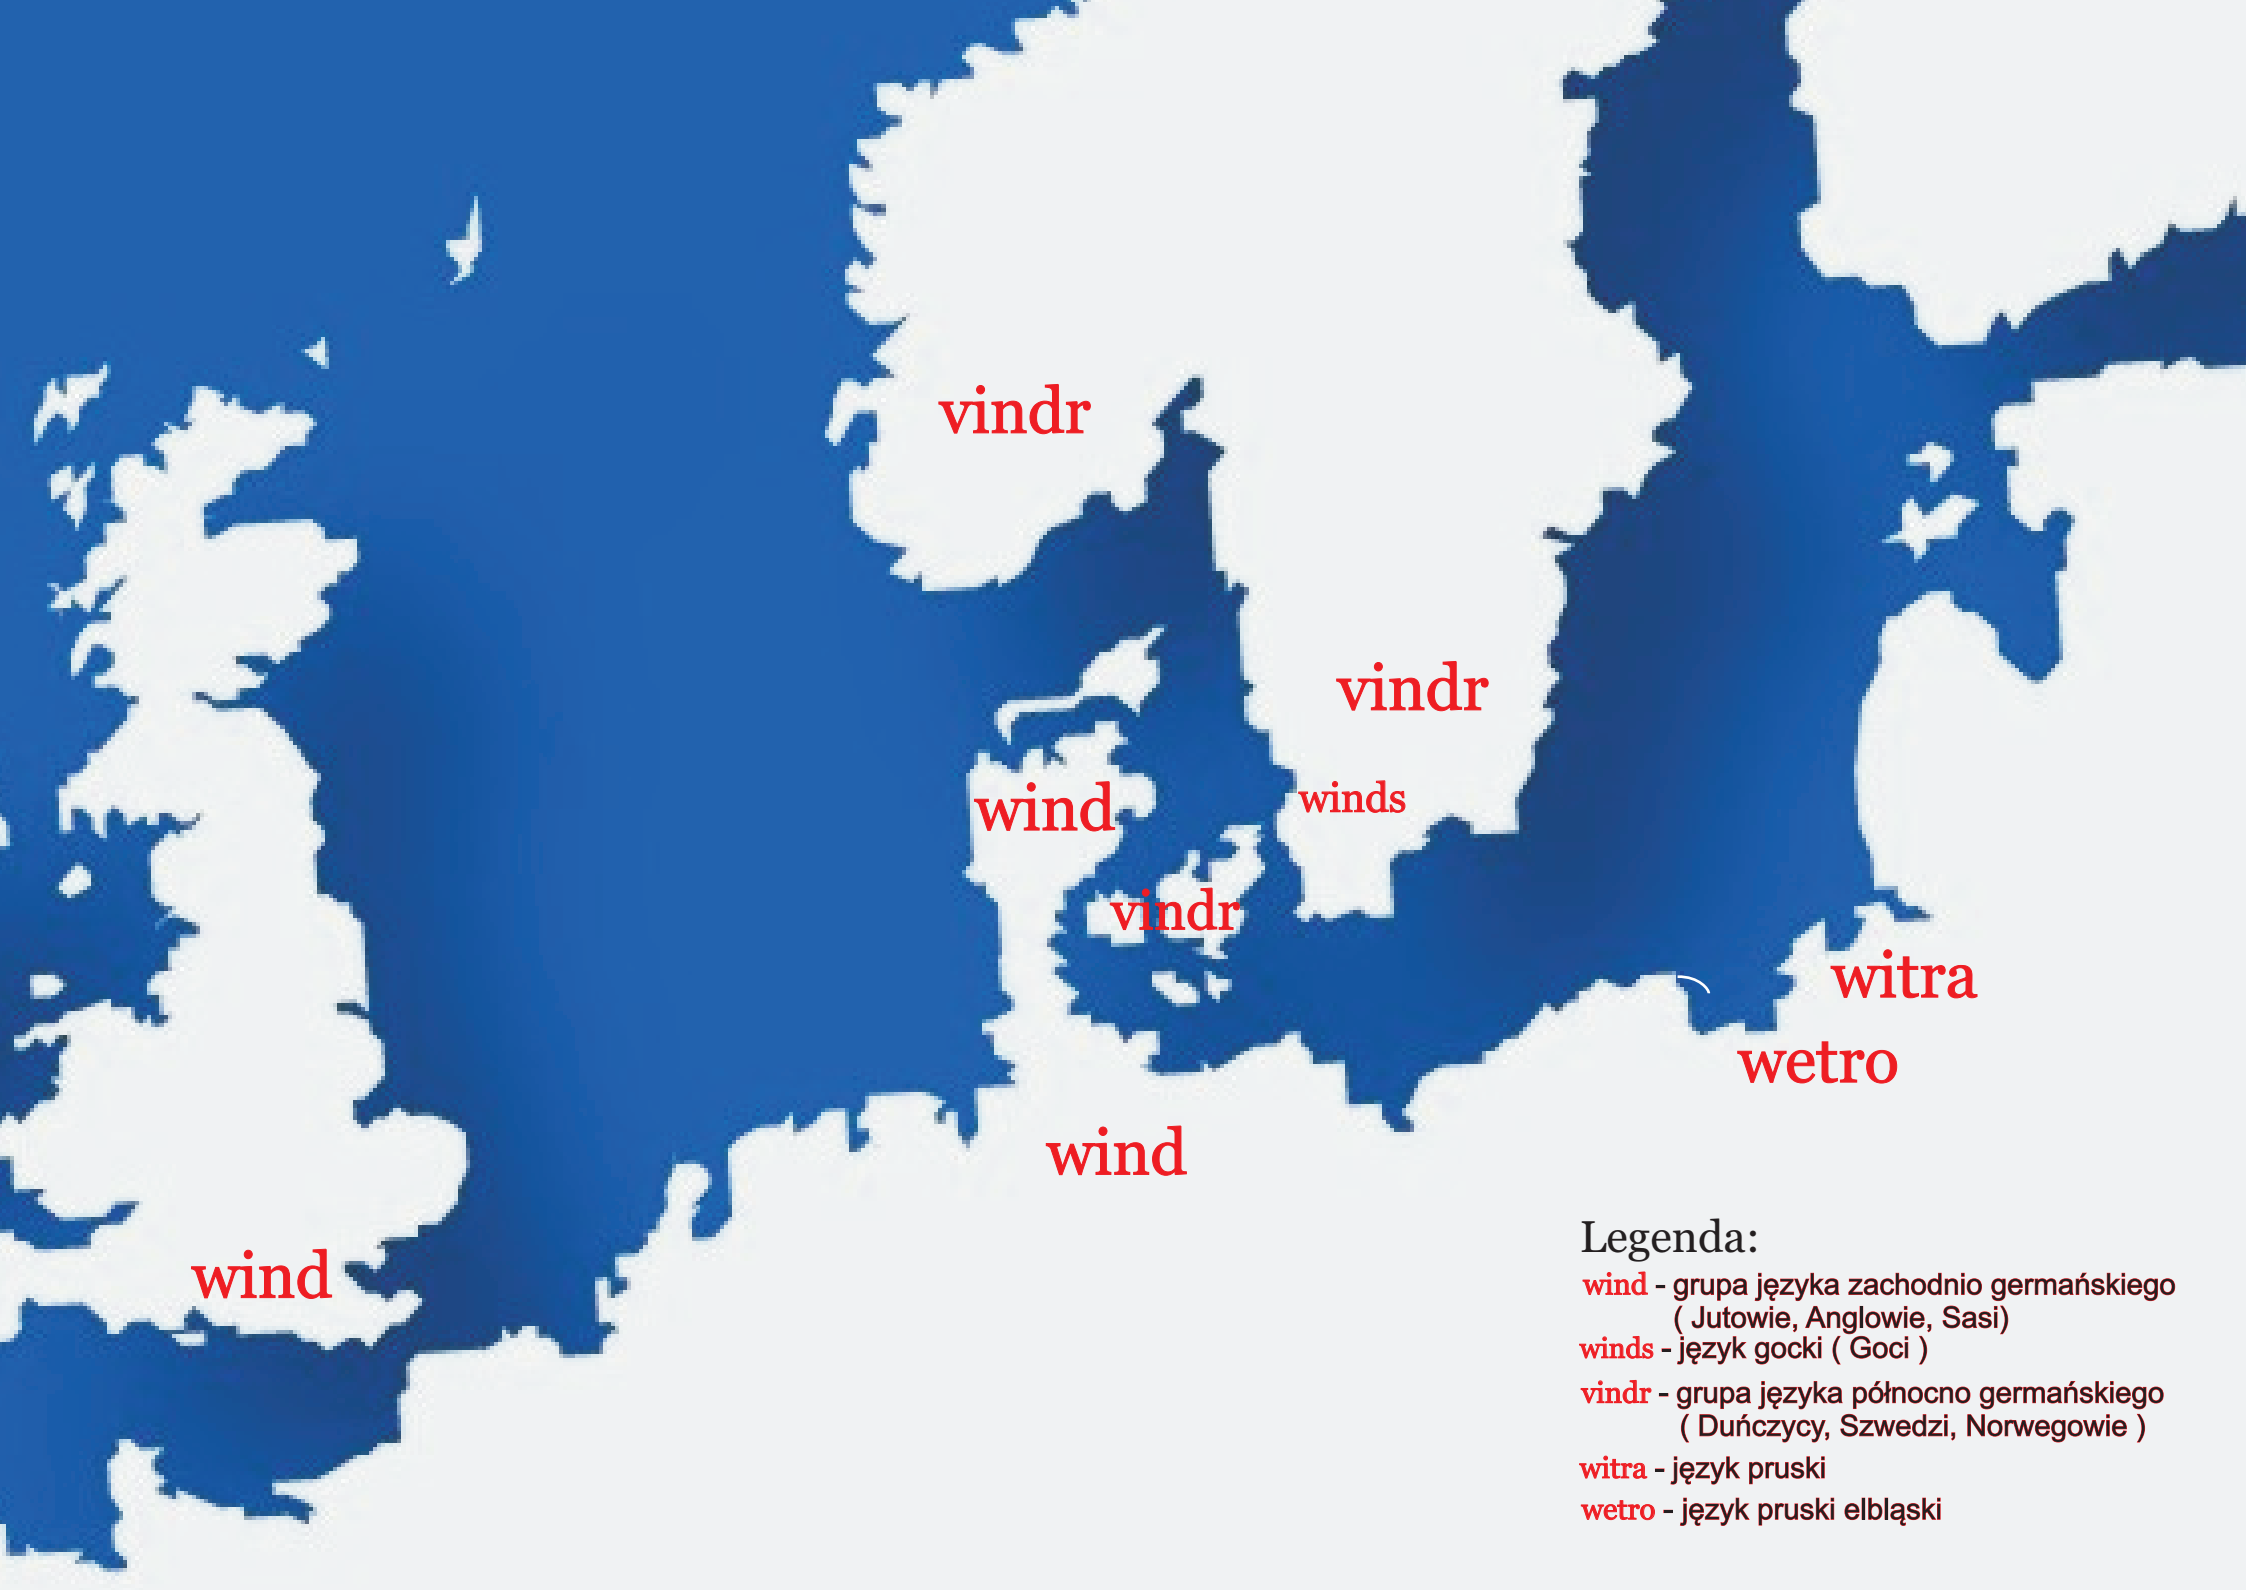 vindr
vindr
winds
wind
vindr
witra
wetro
wind
wind
Legenda:
wind - grupa języka zachodnio germańskiego
( Jutowie, Anglowie, Sasi)
winds - język gocki ( Goci )
vindr - grupa języka północno germańskiego
( Duńczycy, Szwedzi, Norwegowie )
witra - język pruski
wetro - język pruski elbląski